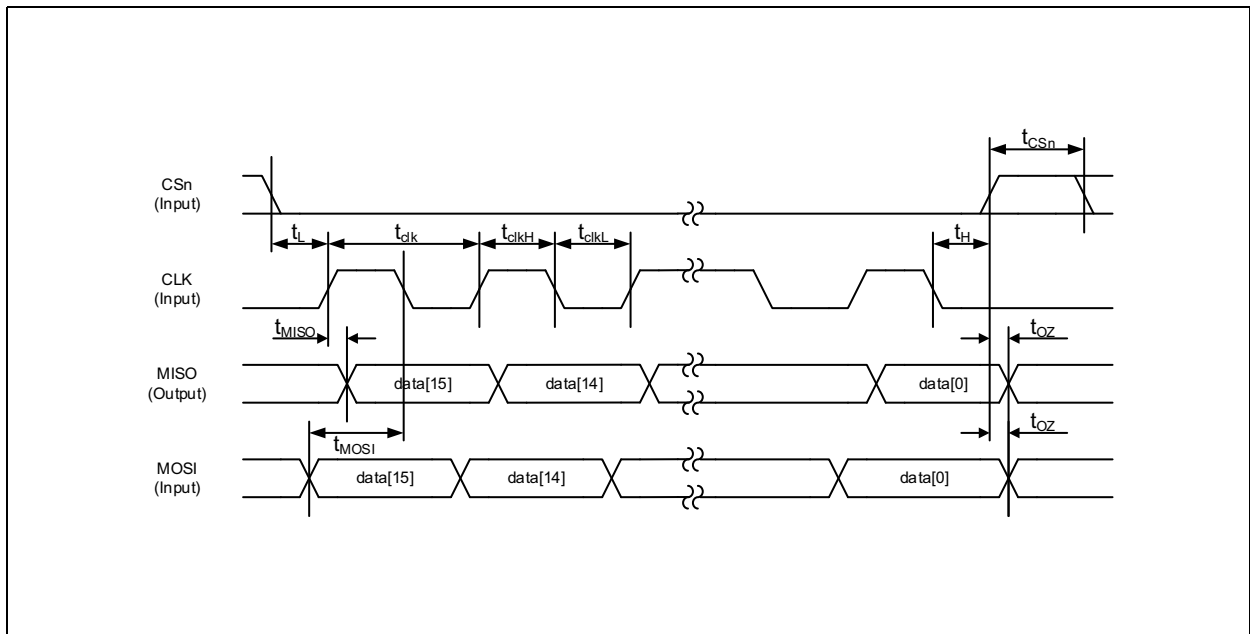 tCSn
CSn
(Input)
tL tclk tclkH tclkL tH
CLK
(Input)
tMISO tOZ
MISO
(Output)
data[15] data[14] data[0]
tMOSI tOZ
MOSI
(Input)
data[15] data[14] data[0]